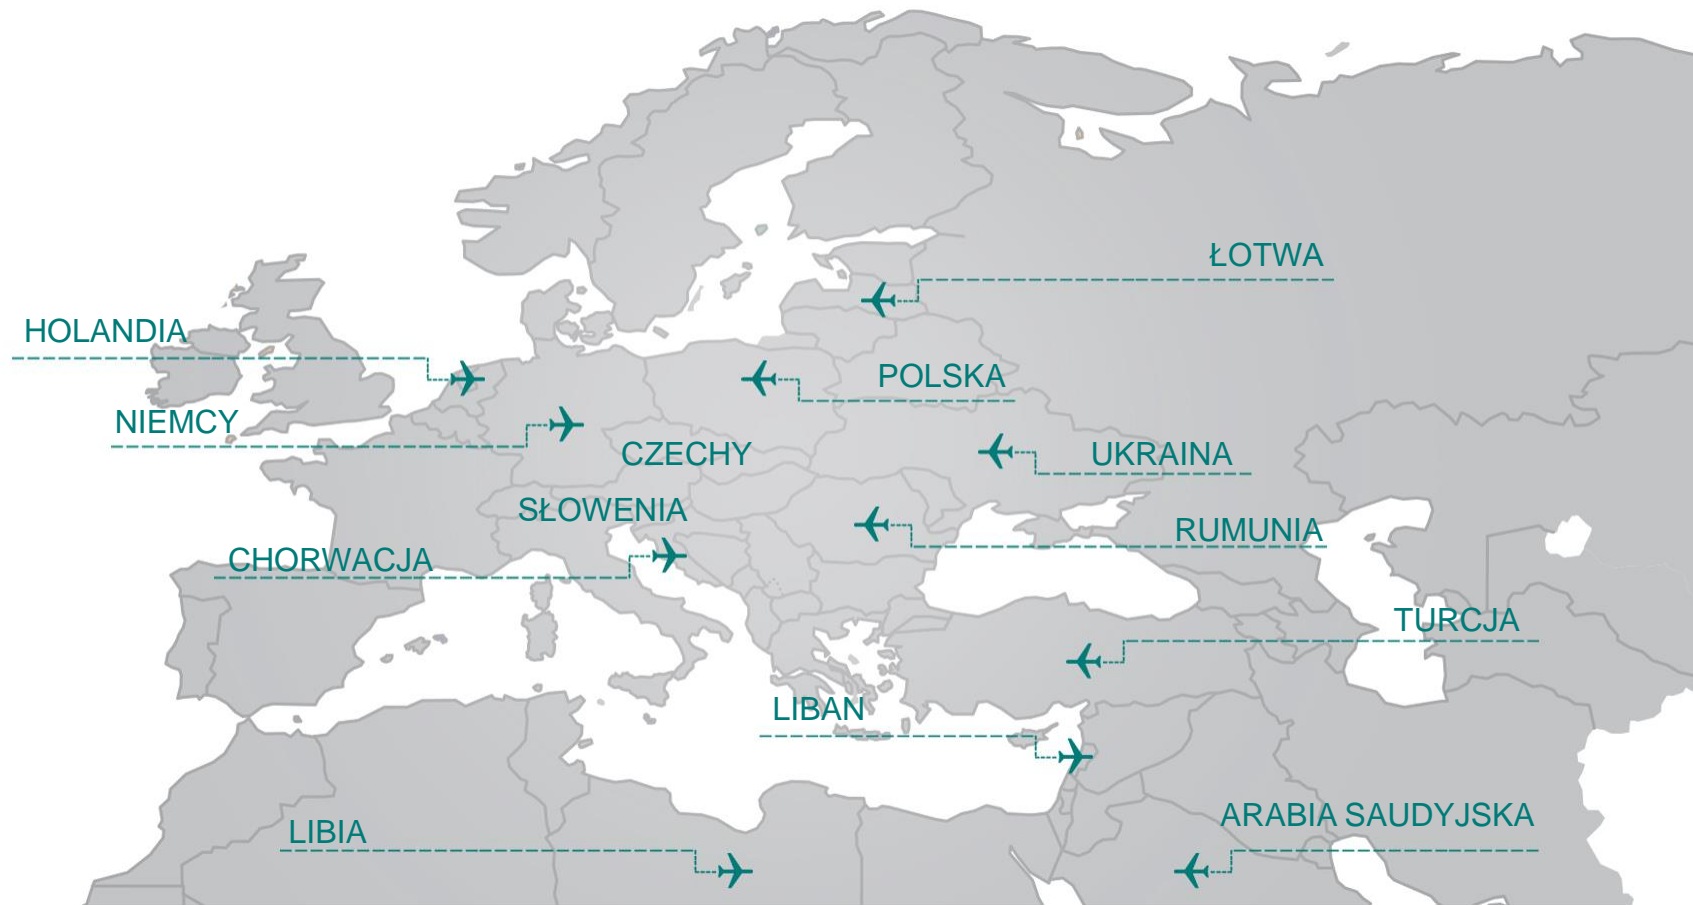 ŁOTWA
HOLANDIA
POLSKA
NIEMCY
CZECHY
UKRAINA
SŁOWENIA
RUMUNIA
CHORWACJA
TURCJA
LIBAN
ARABIA SAUDYJSKA
LIBIA